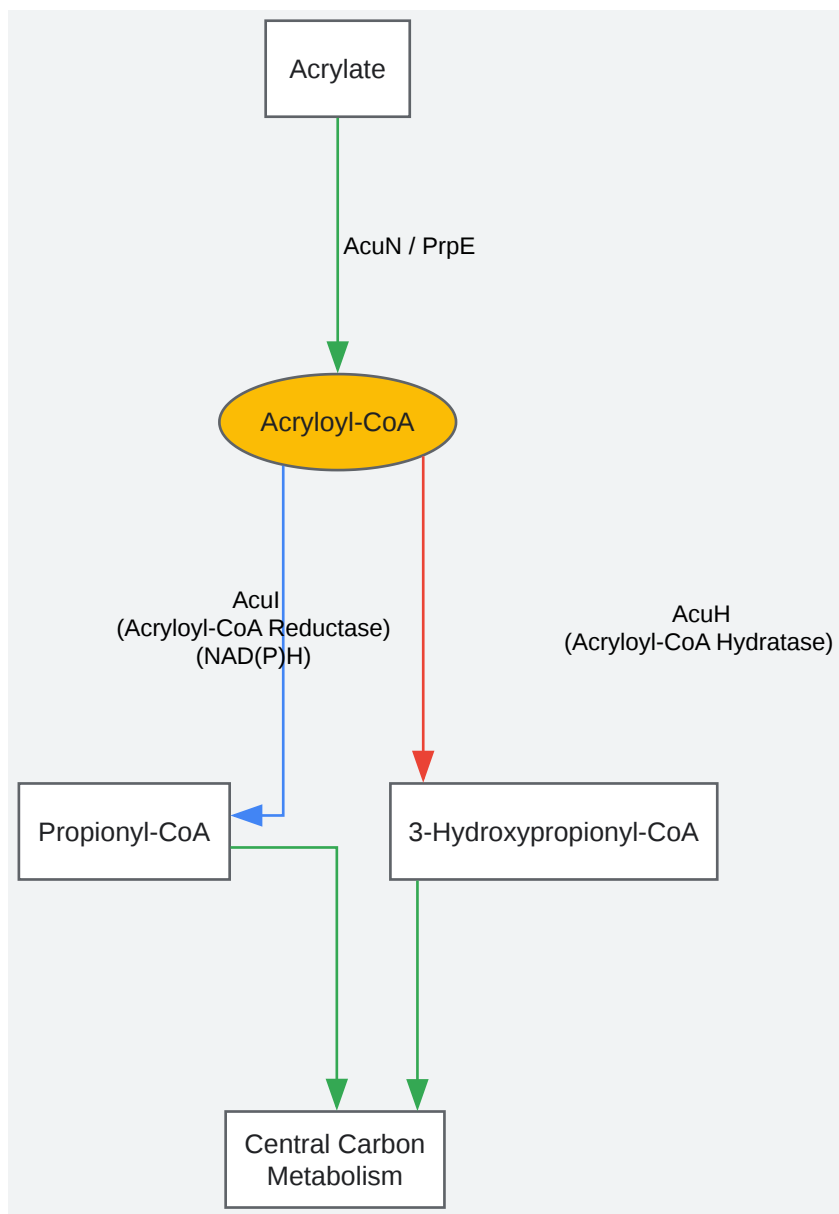 Acrylate
AcuN / PrpE
Acryloyl-CoA
AcuI
(Acryloyl-CoA Reductase)
(NAD(P)H)
AcuH
(Acryloyl-CoA Hydratase)
Propionyl-CoA
3-Hydroxypropionyl-CoA
Central Carbon
Metabolism